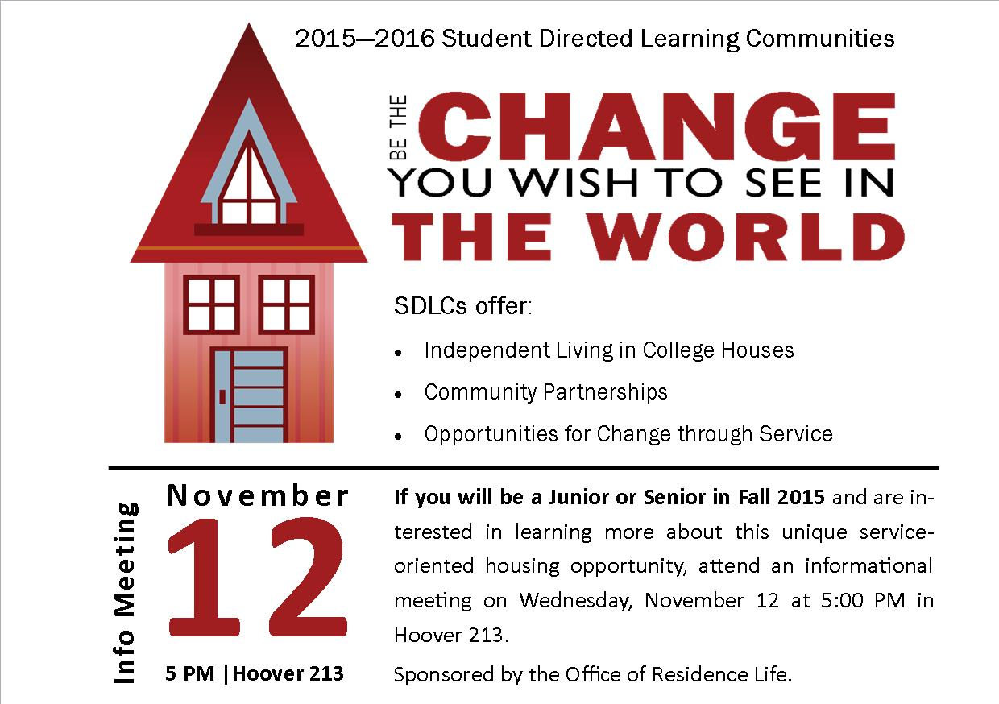 2015—2016 Student Directed Learning Communities
BE THE
CHANGE
YOU WISH TO SEE IN
THE WORLD
SDLCs offer:
• Independent Living in College Houses
• Community Partnerships
• Opportunities for Change through Service
Info Meeting
November
12
5 PM |Hoover 213
If you will be a Junior or Senior in Fall 2015 and are in-
terested in learning more about this unique service-
oriented housing opportunity, attend an informational
meeting on Wednesday, November 12 at 5:00 PM in
Hoover 213.
Sponsored by the Office of Residence Life.